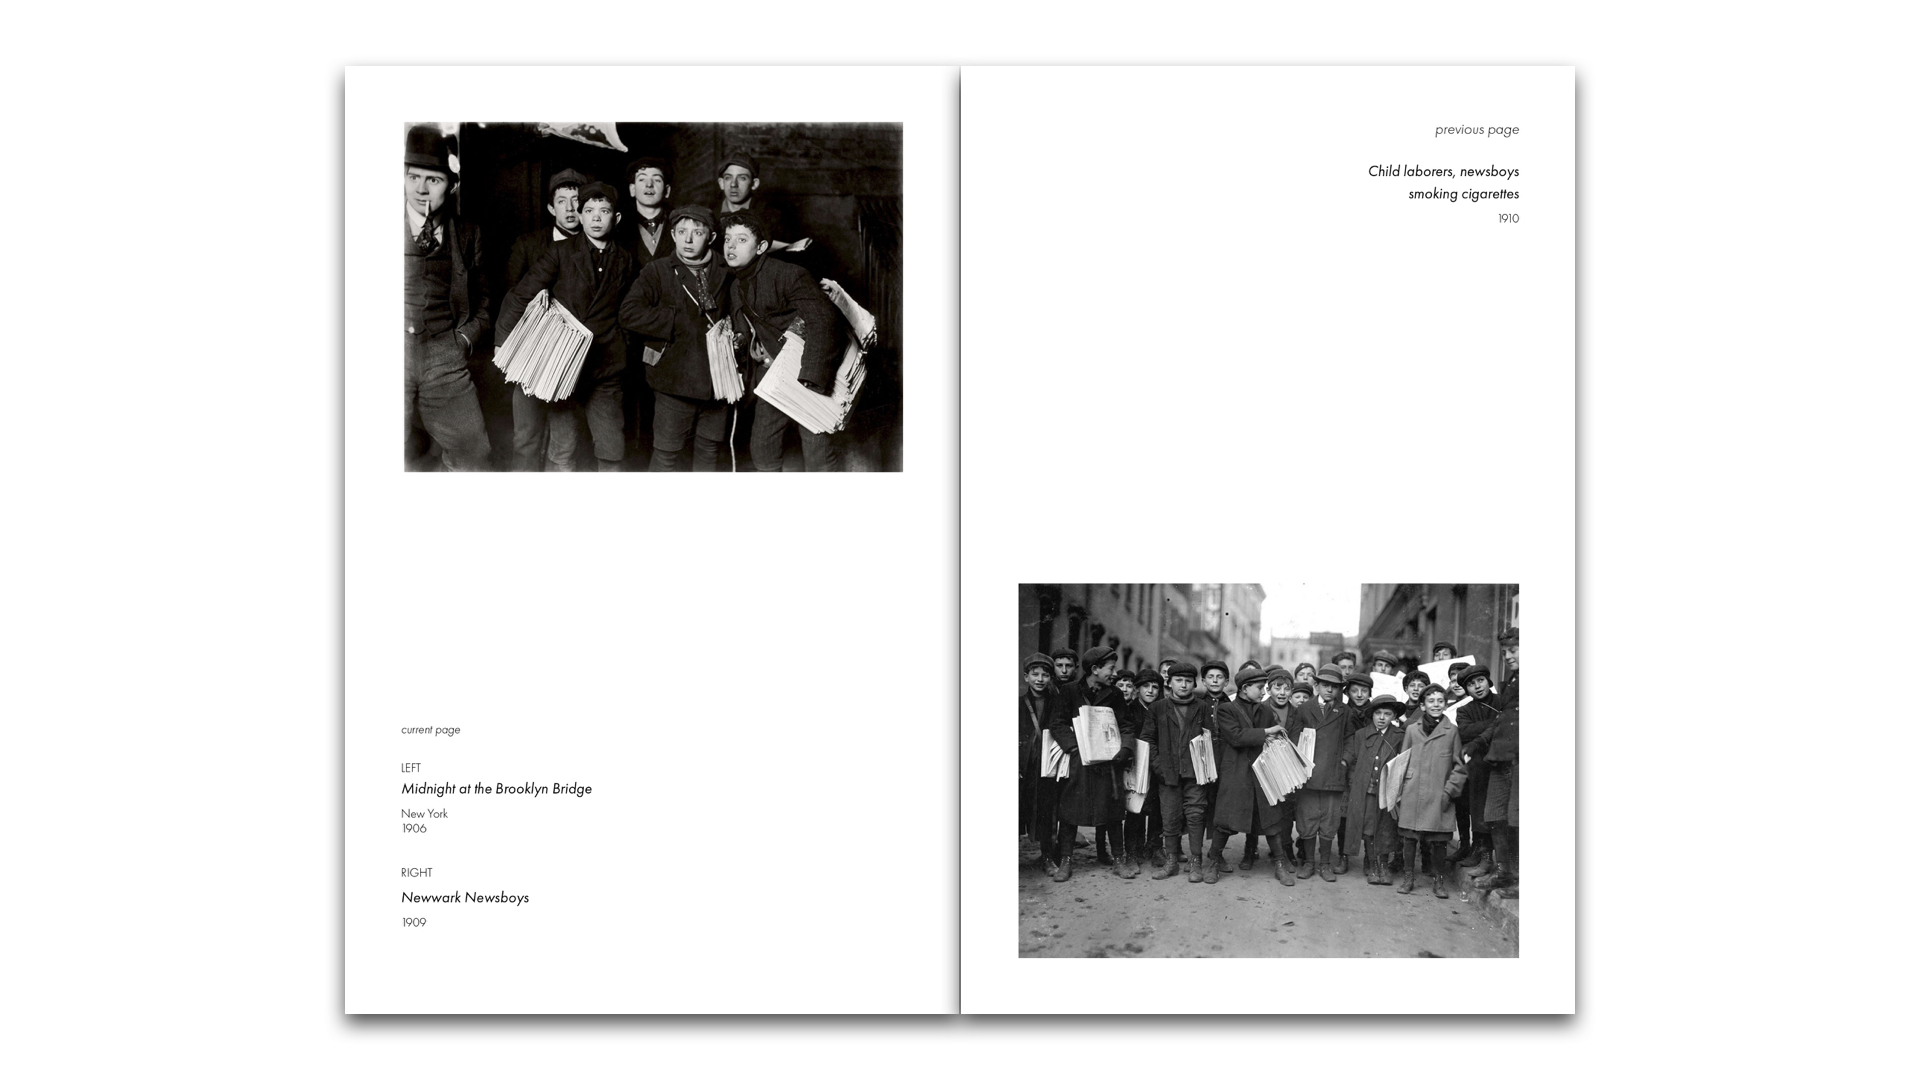 current page
LEFT
Midnight at the Brooklyn Bridge
New York
1906
RIGHT
Newwark Newsboys
1909
previous page
Child laborers, newsboys
smoking cigarettes
1910